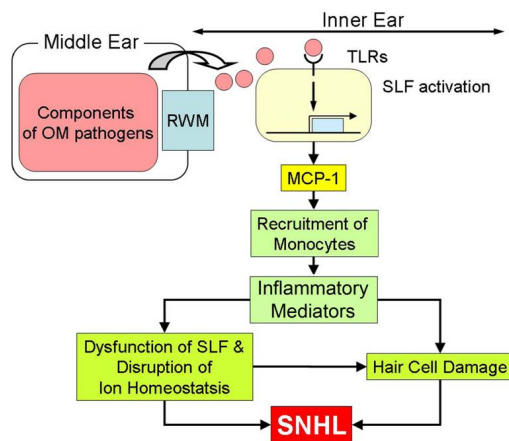 Inner Ear
Middle Ear
TLRs
SLF activation
Components
of OM pathogens
RWM
MCP-1
Recruitment of
Monocytes
Inflammatory
Mediators
Dysfunction of SLF &
Disruption of
Ion Homeostatsis
Hair Cell Damage
SNHL